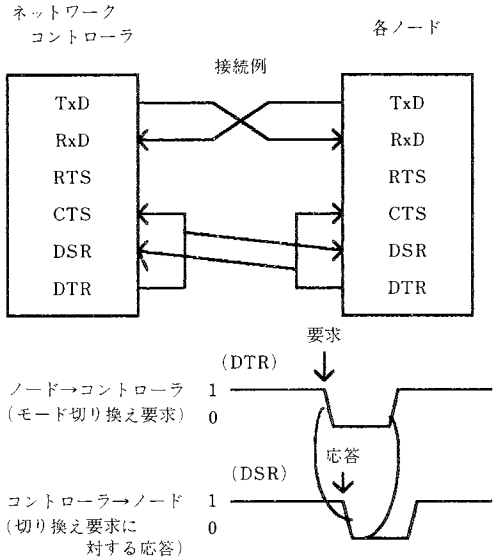 ネットワーク
コントローラ
各ノード
接続例
TxD
RxD
RTS
CTS
DSR
DTR
TxD
RxD
RTS
CTS
DSR
DTR
要求
(DTR)
ノード→コントローラ 1
(モード切り換え要求) 0
応答
(DSR)
コントローラ→ノード 1
(切り換え要求に 0
対する応答)